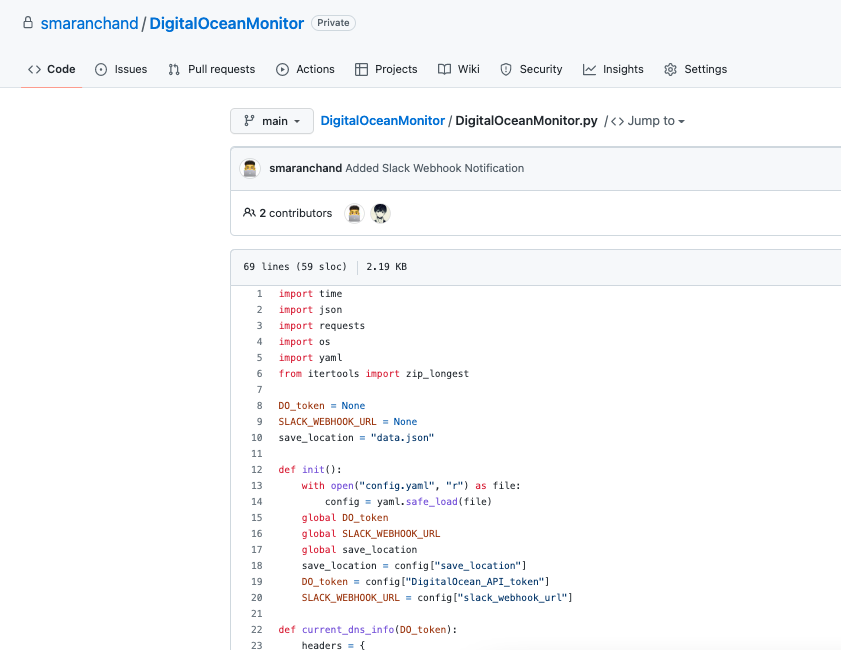 smaranchand / DigitalOceanMonitor Private
Code Issues Pull requests Actions Projects Wiki Security Insights Settings
main DigitalOceanMonitor / DigitalOceanMonitor.py / <> Jump to
smaranchand Added Slack Webhook Notification
2 contributors
69 lines (59 sloc) 2.19 KB
1 import time
2 import json
3 import requests
4 import os
5 import yaml
6 from itertools import zip_longest
7
8 DO_token = None
9 SLACK_WEBHOOK_URL = None
10 save_location = "data.json"
11
12 def init():
13     with open("config.yaml", "r") as file:
14         config = yaml.safe_load(file)
15     global DO_token
16     global SLACK_WEBHOOK_URL
17     global save_location
18     save_location = config["save_location"]
19     DO_token = config["DigitalOcean_API_token"]
20     SLACK_WEBHOOK_URL = config["slack_webhook_url"]
21
22 def current_dns_info(DO_token):
23     headers = {